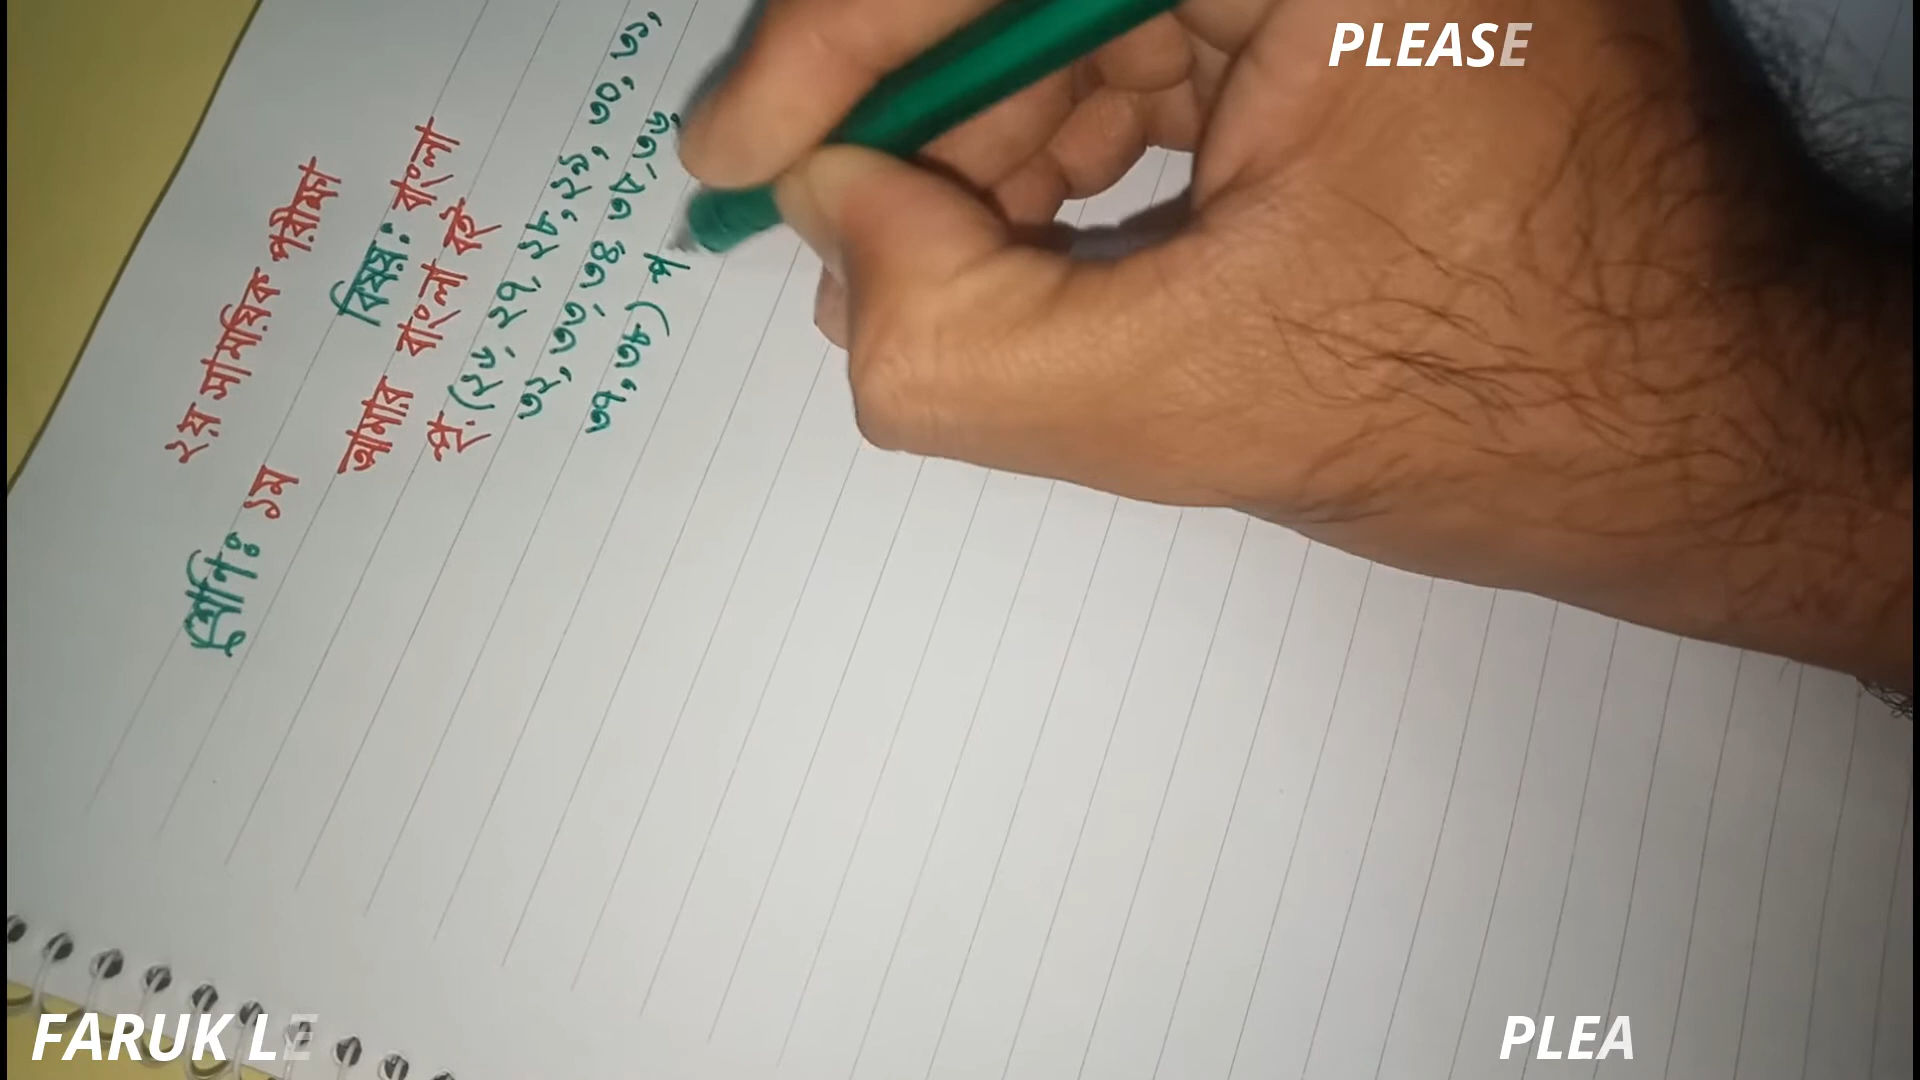 ২য় সাময়িক পরীক্ষা
শ্রেণিঃ ১ম
বিষয়: বাংলা
আমার বাংলা বই
পৃ. (২৬, ২৭, ২৮, ২৯, ৩০, ৩১,
৩২, ৩৩, ৩৪, ৩৫, ৩৬,
৩৭, ৩৮) প
PLEASE
FARUK LE
PLEA